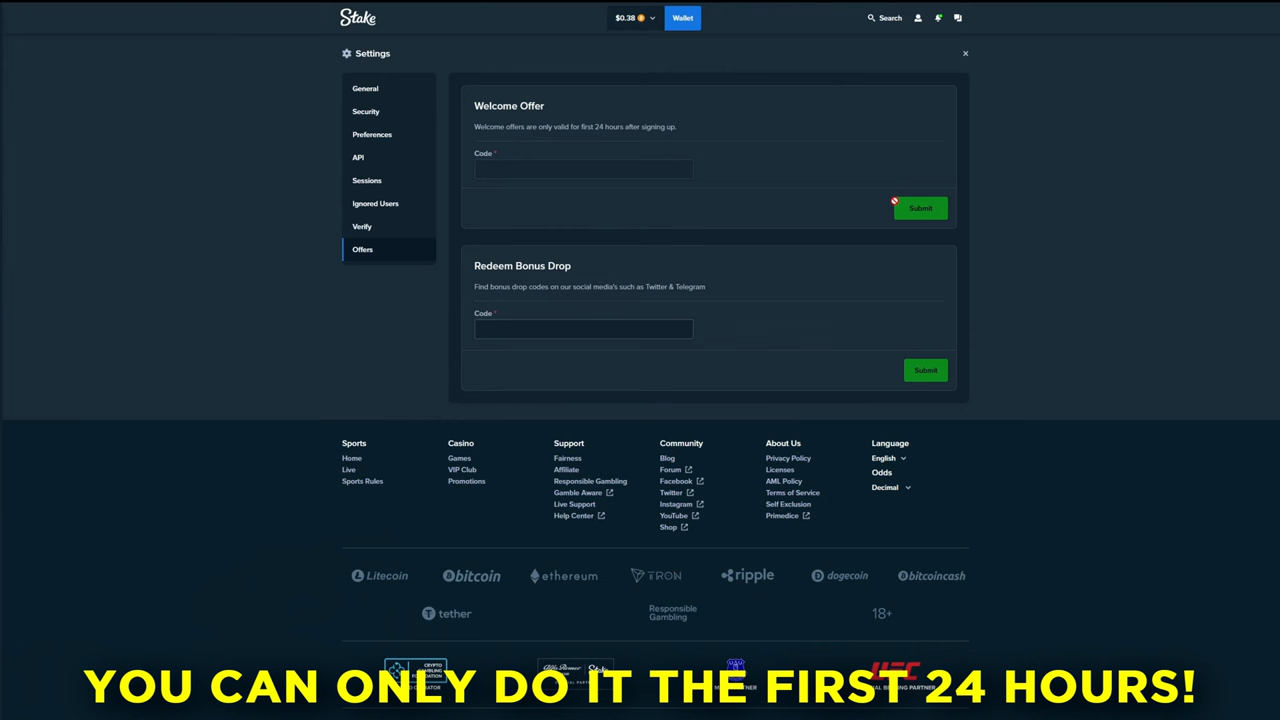 Stake
$0.38
Wallet
Search
Settings
General
Security
Preferences
API
Sessions
Ignored Users
Verify
Offers
Welcome Offer
Welcome offers are only valid for first 24 hours after signing up.
Code *
Submit
Redeem Bonus Drop
Find bonus drop codes on our social media's such as Twitter & Telegram
Code *
Submit
Sports
Home
Live
Sports Rules
Casino
Games
VIP Club
Promotions
Support
Fairness
Affiliate
Responsible Gambling
Gamble Aware
Live Support
Help Center
Community
Blog
Forum
Facebook
Twitter
Instagram
YouTube
Shop
About Us
Privacy Policy
Licenses
AML Policy
Terms of Service
Self Exclusion
Primedice
Language
English
Odds
Decimal
Litecoin
bitcoin
ethereum
TRON
ripple
dogecoin
bitcoincash
tether
Responsible
Gambling
18+
CRYPTO
GAMBLING
Stake
UFC
YOU CAN ONLY DO IT THE FIRST 24 HOURS!